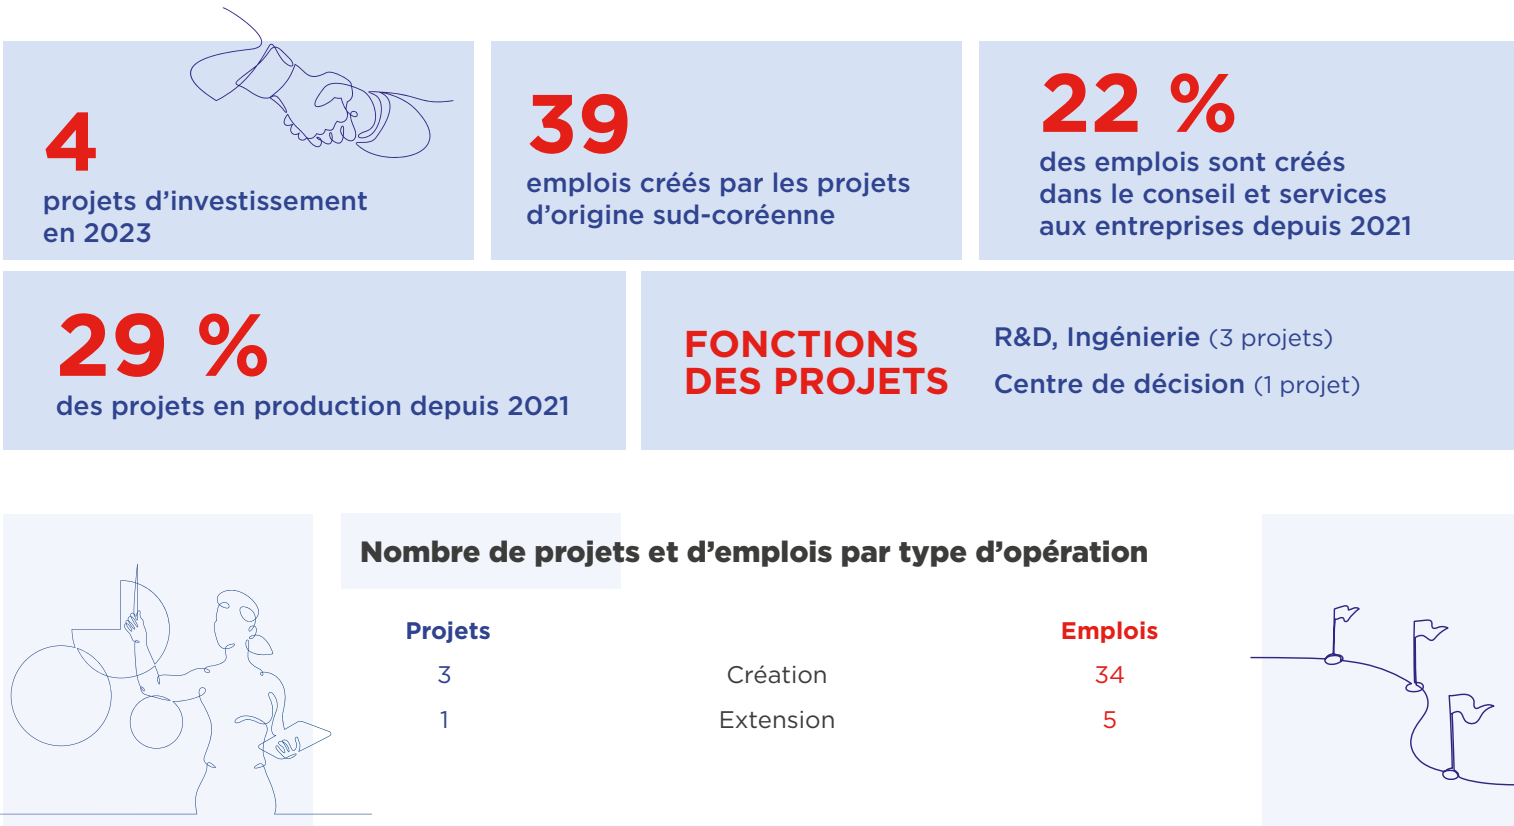 4
projets d’investissement
en 2023
39
emplois créés par les projets
d’origine sud-coréenne
22 %
des emplois sont créés
dans le conseil et services
aux entreprises depuis 2021
29 %
des projets en production depuis 2021
FONCTIONS
DES PROJETS
R&D, Ingénierie (3 projets)
Centre de décision (1 projet)
Nombre de projets et d’emplois par type d’opération
Projets Emplois
3 Création 34
1 Extension 5